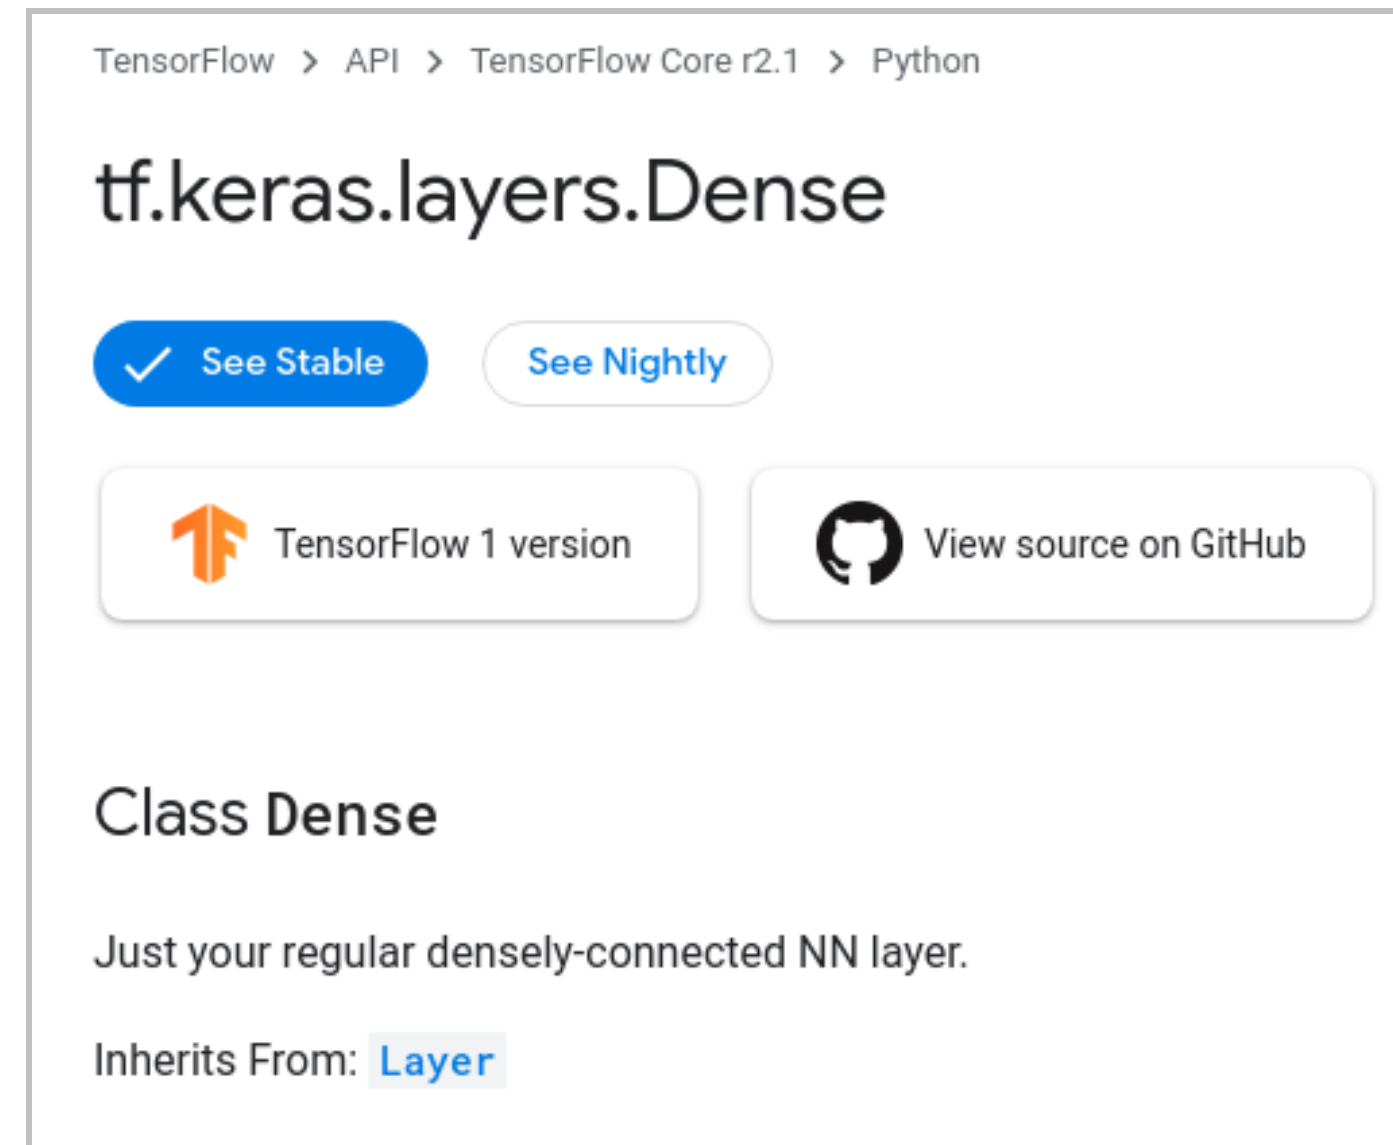 TensorFlow > API > TensorFlow Core r2.1 > Python
tf.keras.layers.Dense
See Stable See Nightly
TensorFlow 1 version View source on GitHub
Class Dense
Just your regular densely-connected NN layer.
Inherits From: Layer